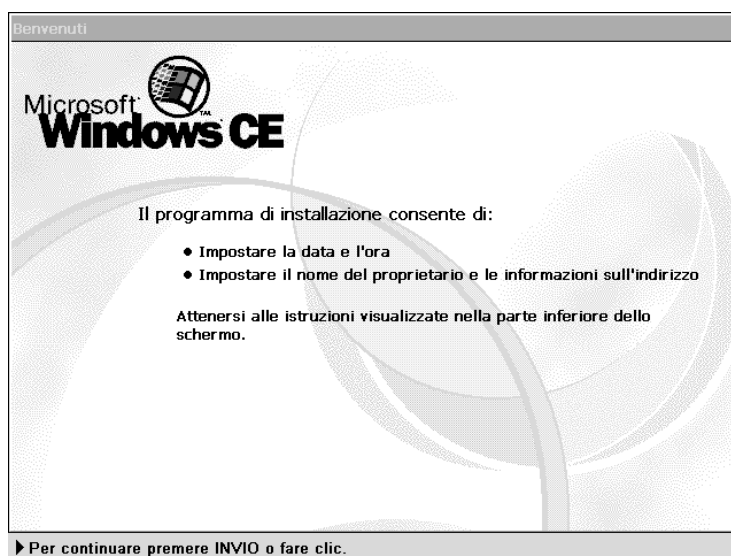 Benvenuti
Microsoft
Windows CE
Il programma di installazione consente di:
• Impostare la data e l'ora
• Impostare il nome del proprietario e le informazioni sull'indirizzo
Attenersi alle istruzioni visualizzate nella parte inferiore dello
schermo.
Per continuare premere INVIO o fare clic.